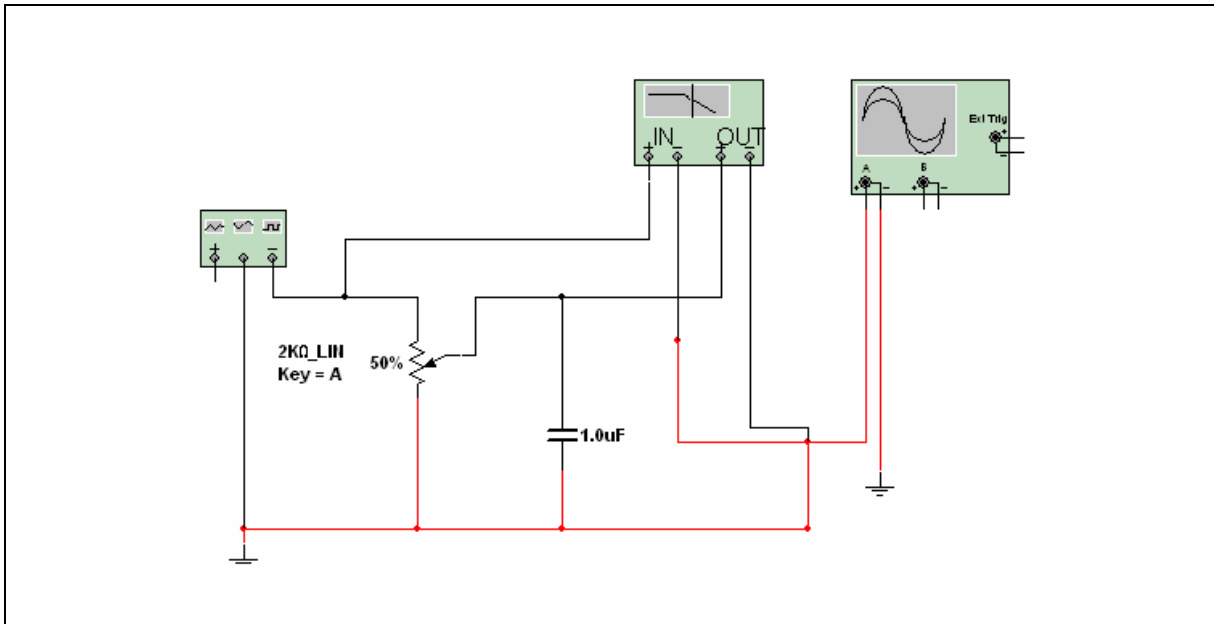 IN OUT
+ - + -
Ext Trig
+
-
A B
+ - + -
+ -
2KΩ_LIN
Key = A
50%
1.0uF